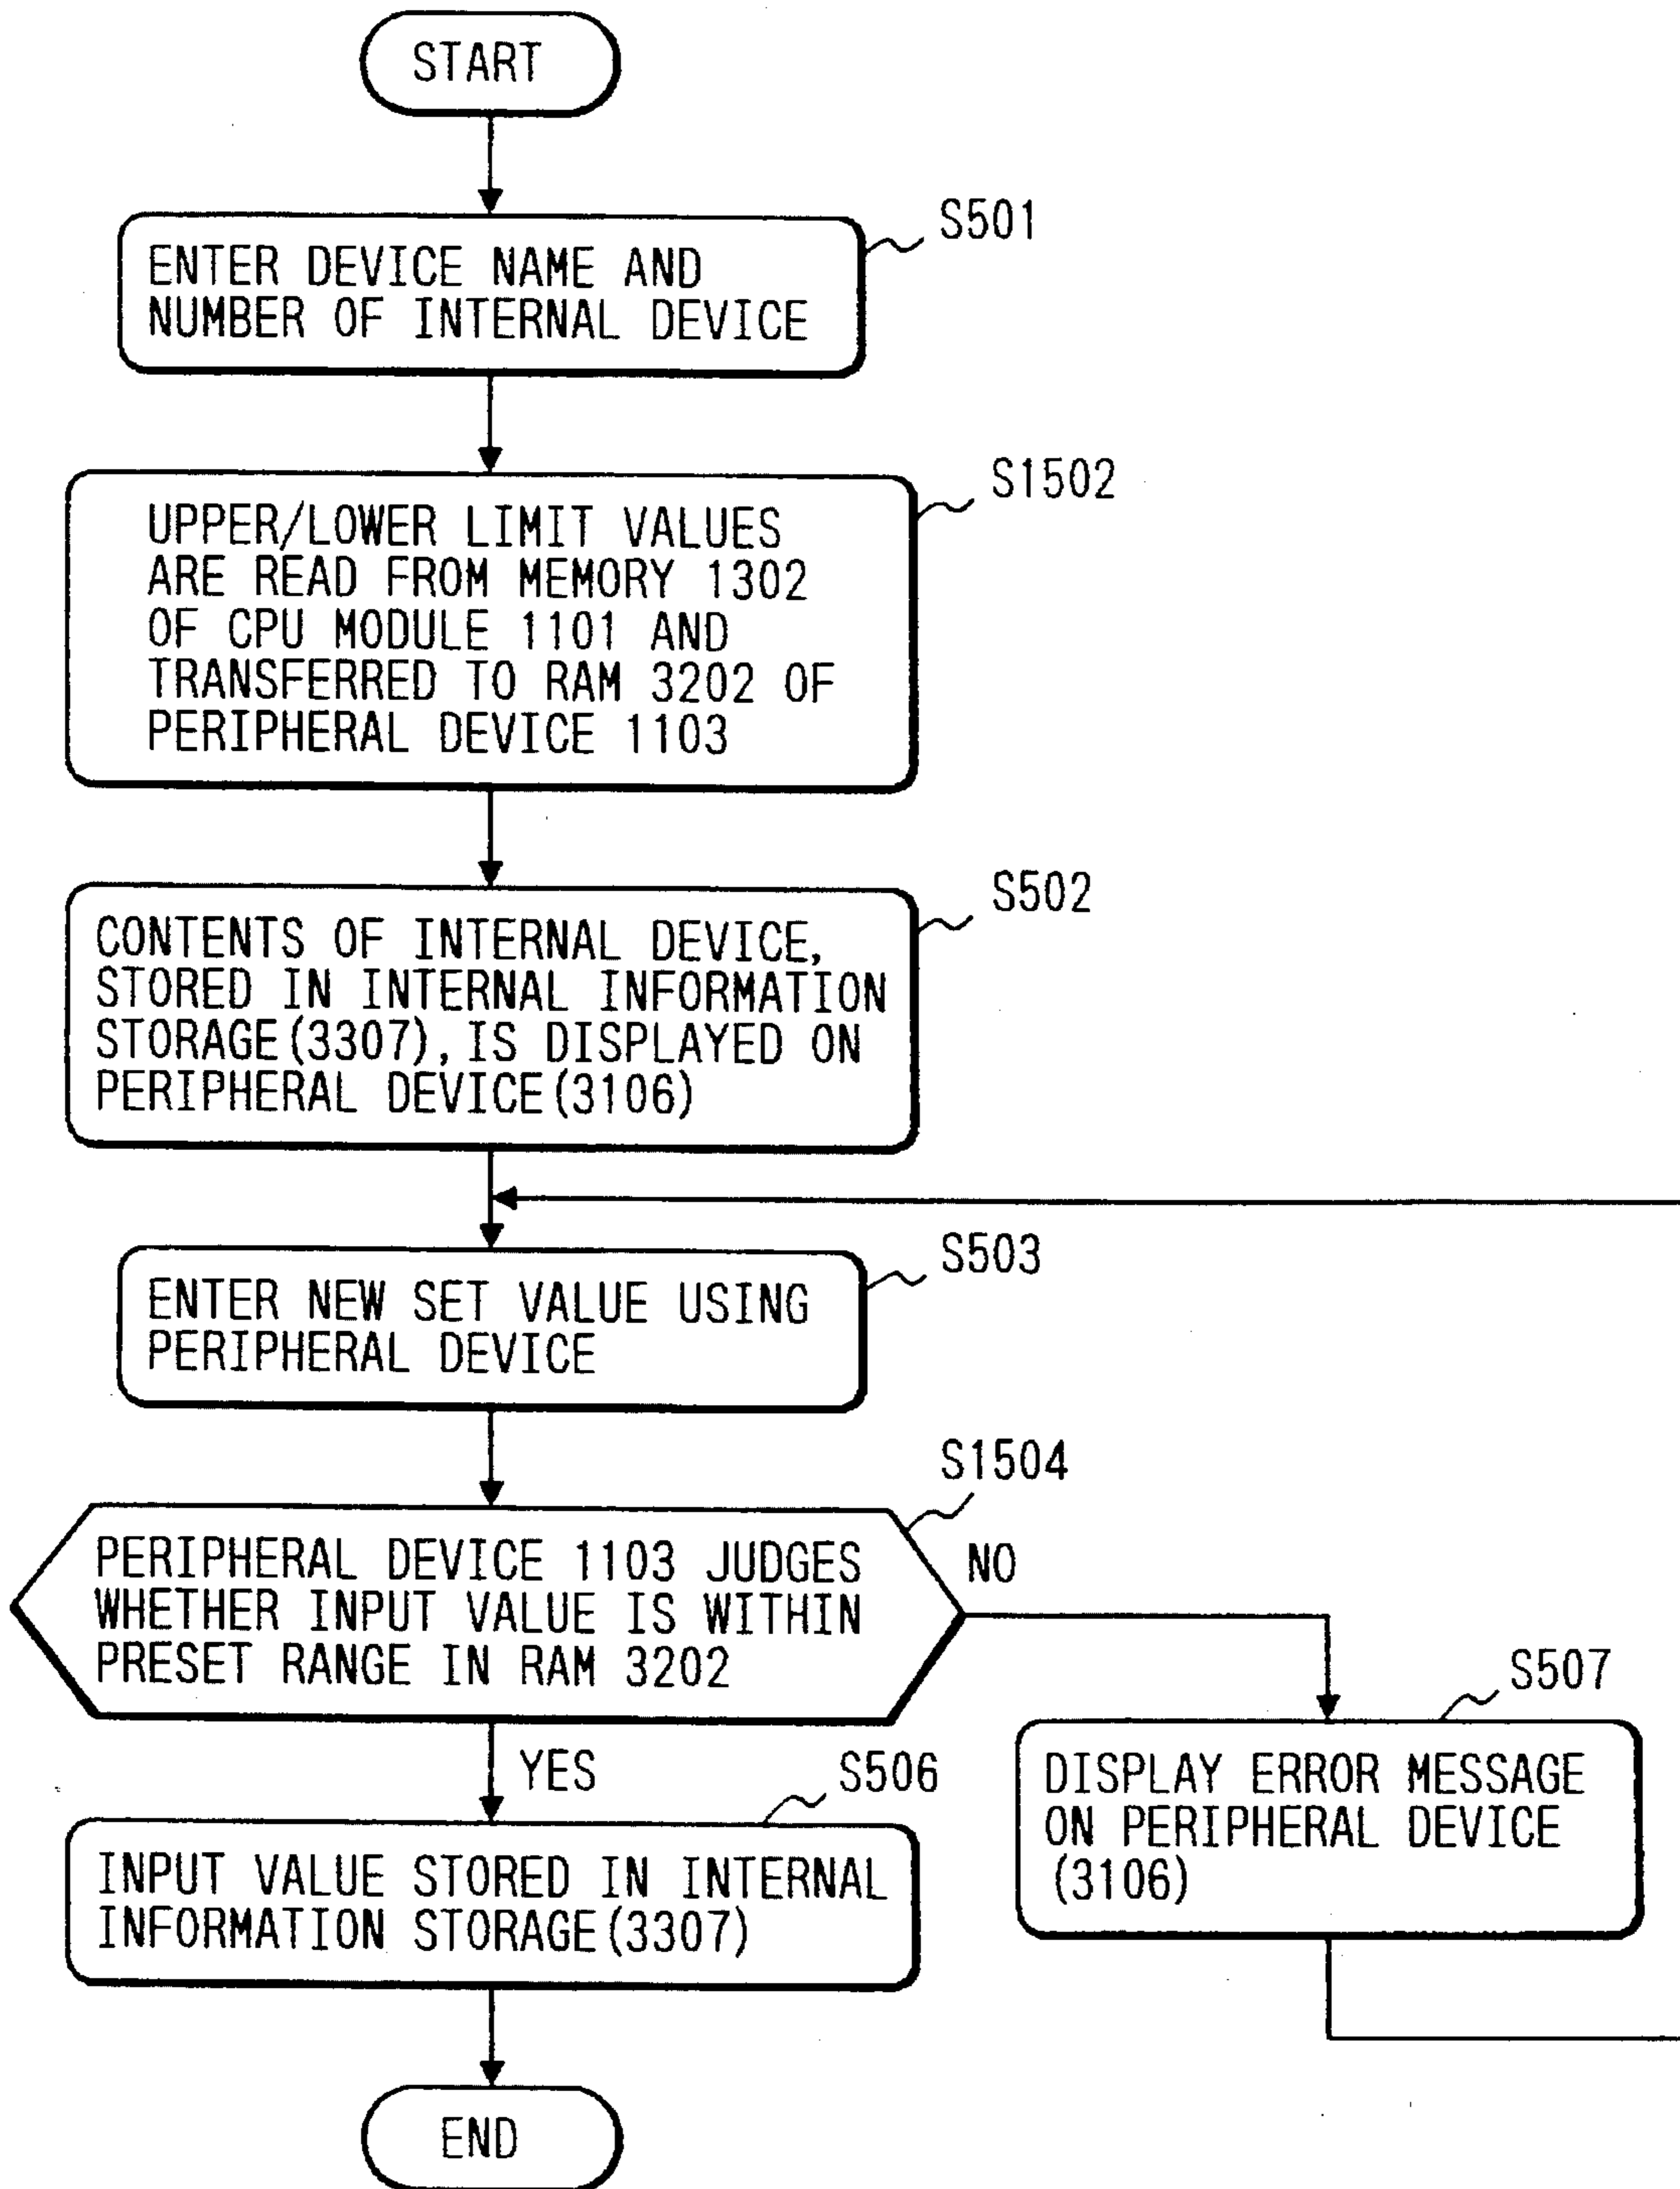 START
S501
ENTER DEVICE NAME AND
NUMBER OF INTERNAL DEVICE
S1502
UPPER/LOWER LIMIT VALUES
ARE READ FROM MEMORY 1302
OF CPU MODULE 1101 AND
TRANSFERRED TO RAM 3202 OF
PERIPHERAL DEVICE 1103
S502
CONTENTS OF INTERNAL DEVICE,
STORED IN INTERNAL INFORMATION
STORAGE(3307), IS DISPLAYED ON
PERIPHERAL DEVICE(3106)
S503
ENTER NEW SET VALUE USING
PERIPHERAL DEVICE
S1504
PERIPHERAL DEVICE 1103 JUDGES
WHETHER INPUT VALUE IS WITHIN
PRESET RANGE IN RAM 3202
NO
YES
S507
DISPLAY ERROR MESSAGE
ON PERIPHERAL DEVICE
(3106)
S506
INPUT VALUE STORED IN INTERNAL
INFORMATION STORAGE(3307)
END